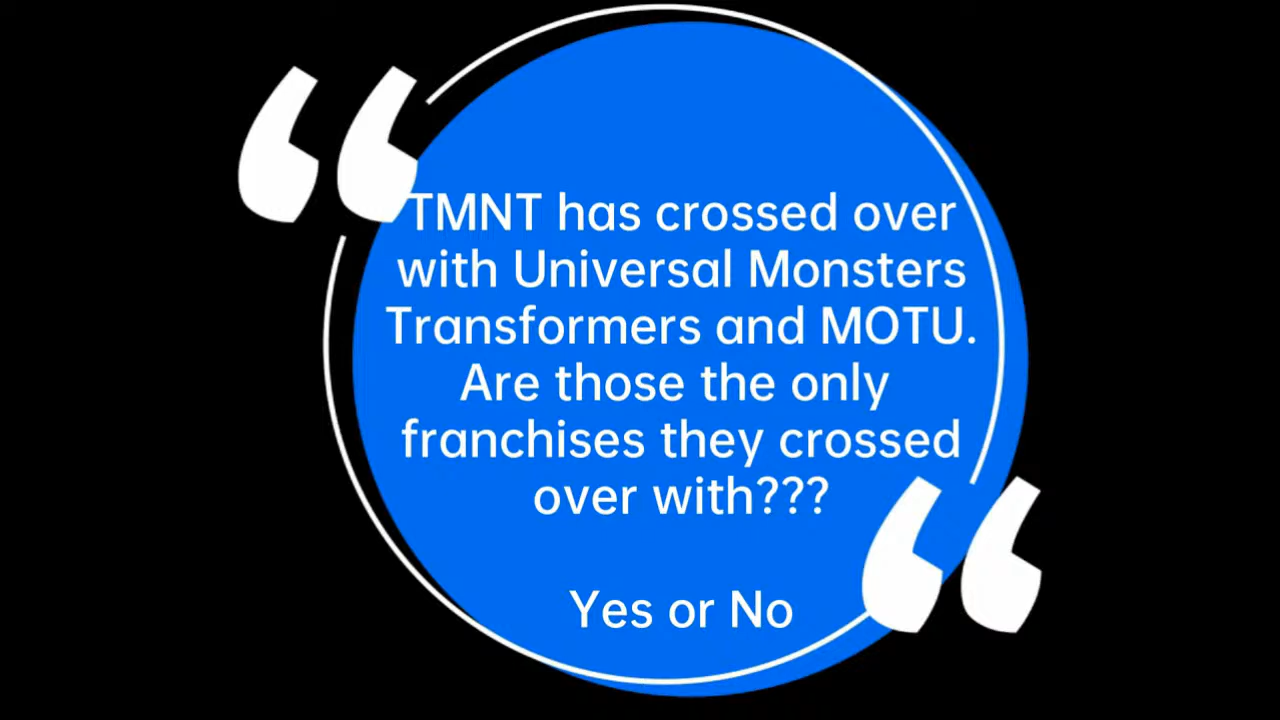 TMNT has crossed over
with Universal Monsters
Transformers and MOTU.
Are those the only
franchises they crossed
over with???
Yes or No